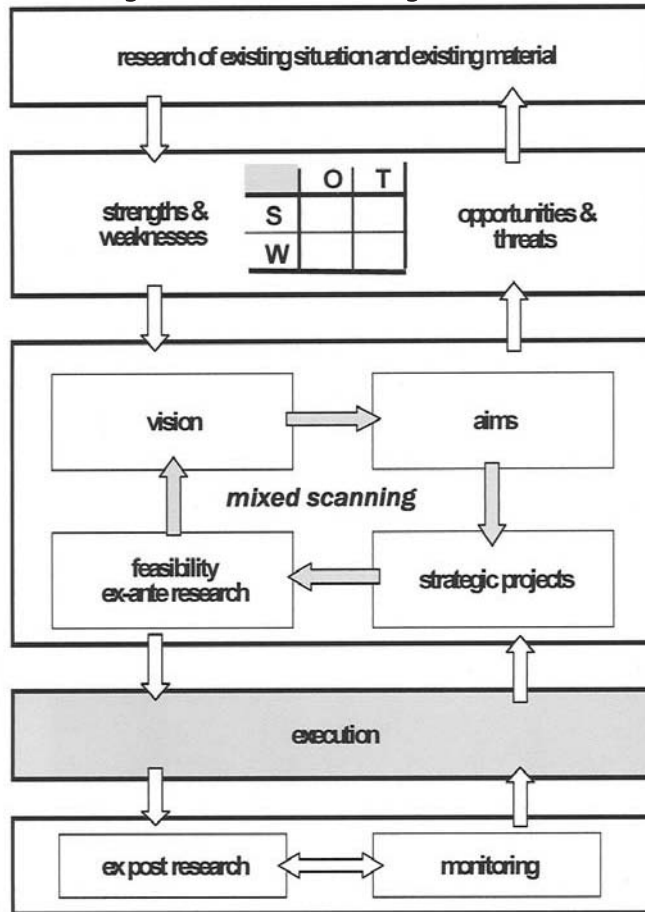 research of existing situation and existing material
O T
strengths &
weaknesses
S
W
opportunities &
threats
vision
aims
mixed scanning
feasibility
ex-ante research
strategic projects
execution
ex post research
monitoring